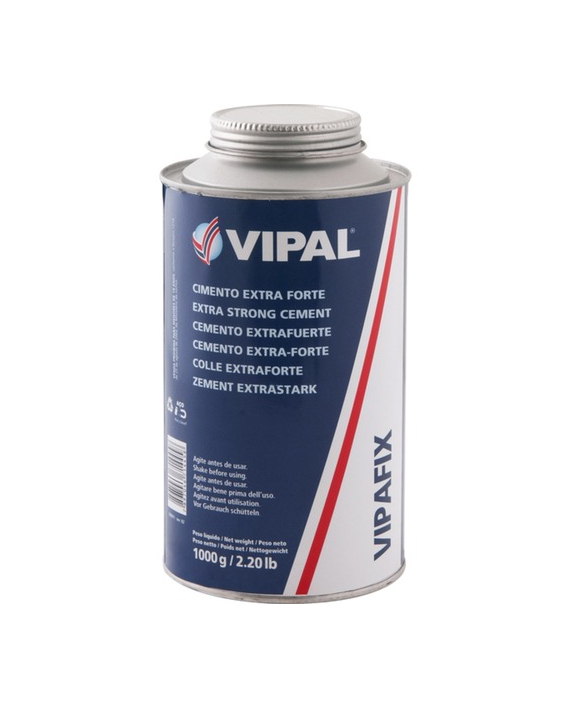 VIPAL®
CIMENTO EXTRA FORTE
EXTRA STRONG CEMENT
CEMENTO EXTRAFUERTE
CEMENTO EXTRA-FORTE
COLLE EXTRAFORTE
ZEMENT EXTRASTARK
Agite antes de usar.
Shake before using.
Agite antes de usar.
Agitare bene prima dell'uso.
Agitez avant utilisation.
Vor Gebrauch schütteln.
Peso líquido / Net weight / Peso neto
Peso netto / Poids net / Nettogewicht
1000 g / 2.20 lb
VIPAFIX